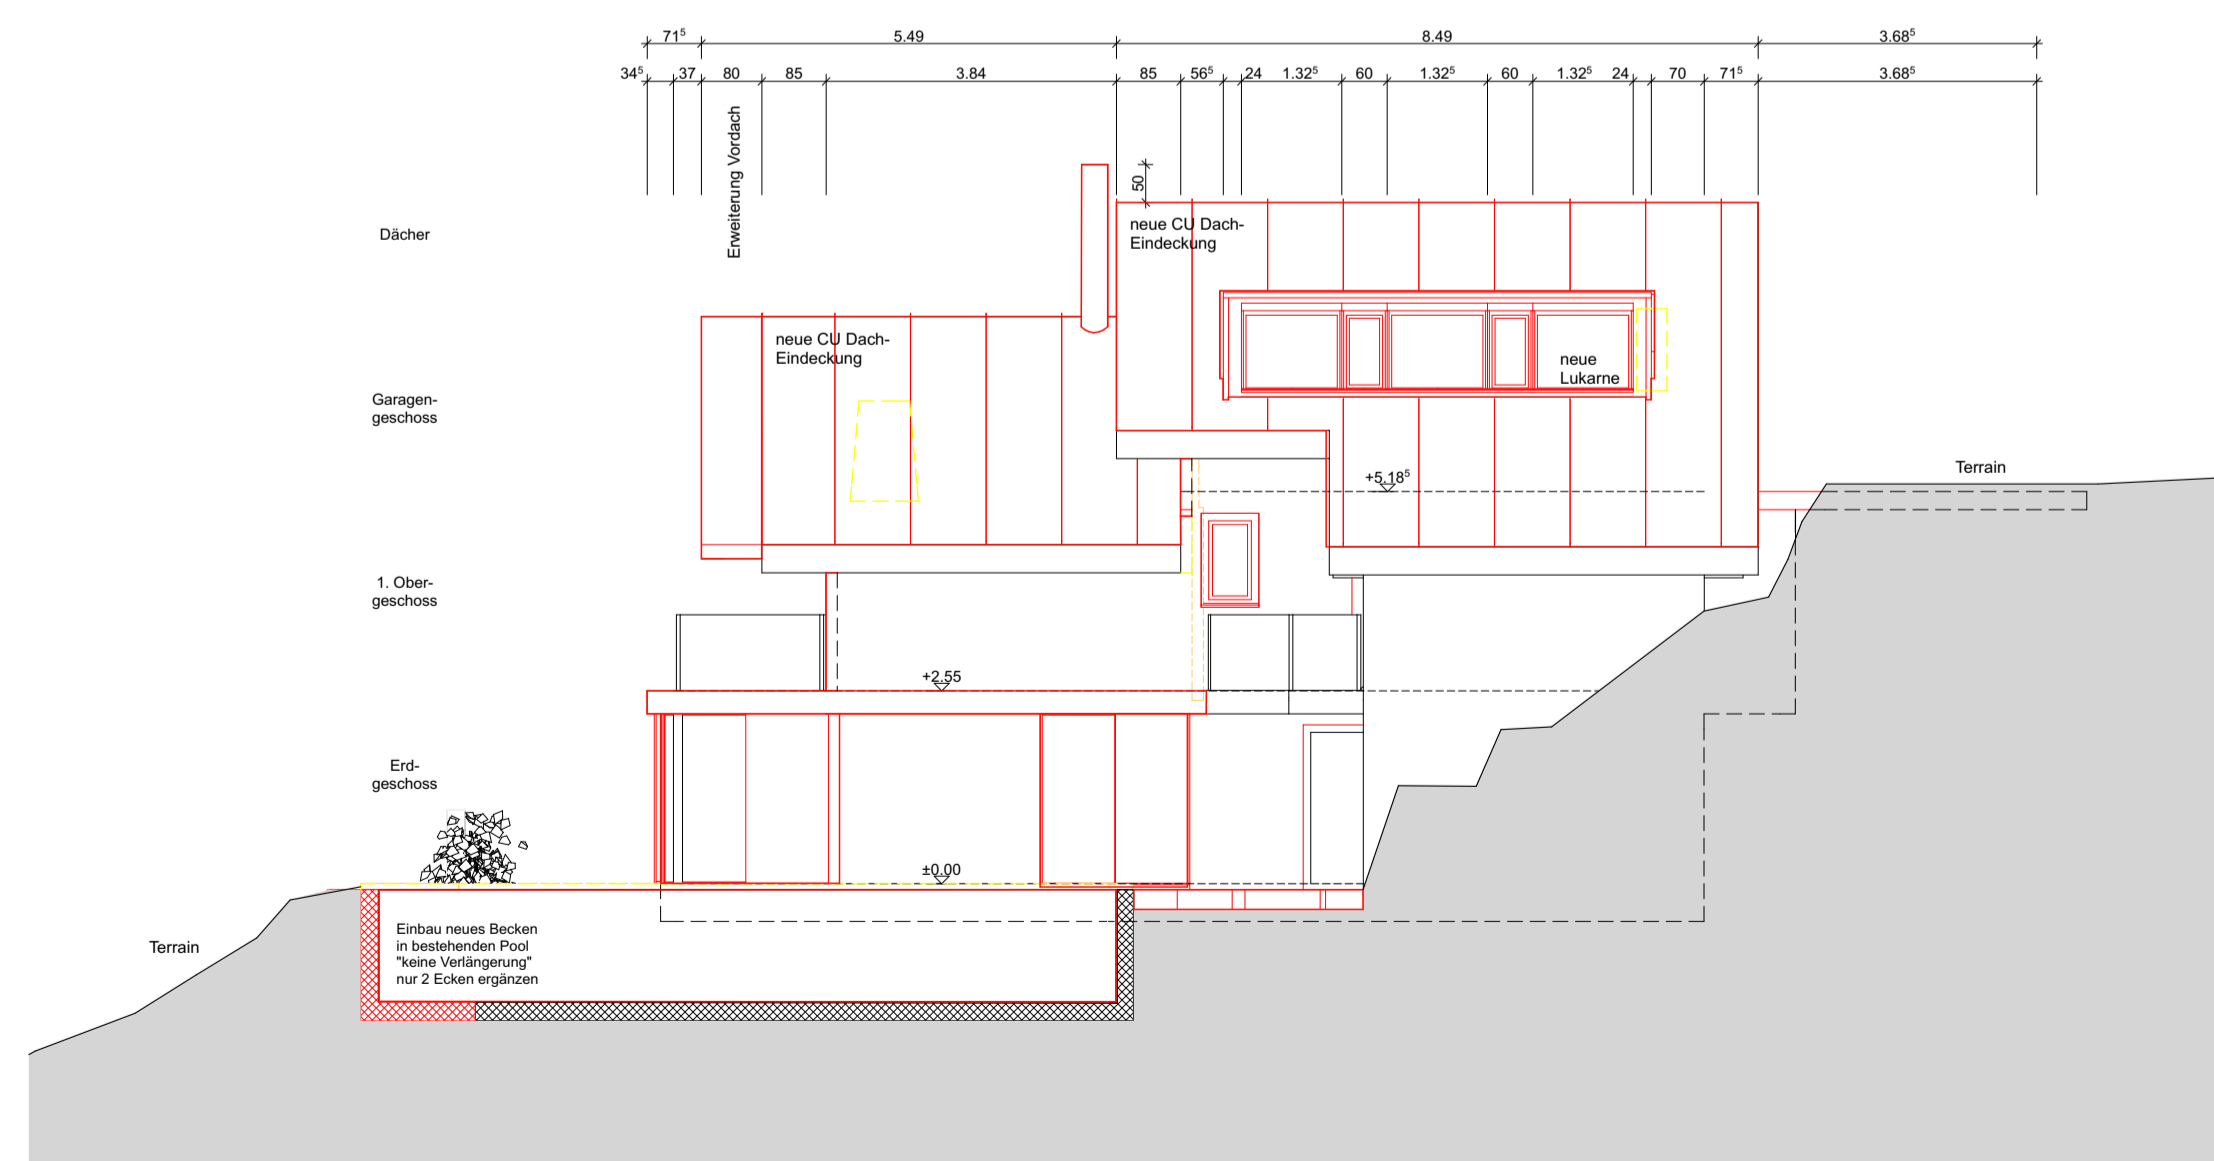 71⁵ 5.49 8.49 3.68⁵
34⁵ 37 80 85 3.84 85 56⁵ 24 1.32⁵ 60 1.32⁵ 60 1.32⁵ 24 70 71⁵ 3.68⁵
Erweiterung Vordach
50
Dächer
neue CU Dach-
Eindeckung
neue CU Dach-
Eindeckung
neue
Lukarne
Garagen-
geschoss
Terrain
+5.18⁵
1. Ober-
geschoss
+2.55
Erd-
geschoss
±0.00
Terrain
Einbau neues Becken
in bestehenden Pool
"keine Verlängerung"
nur 2 Ecken ergänzen